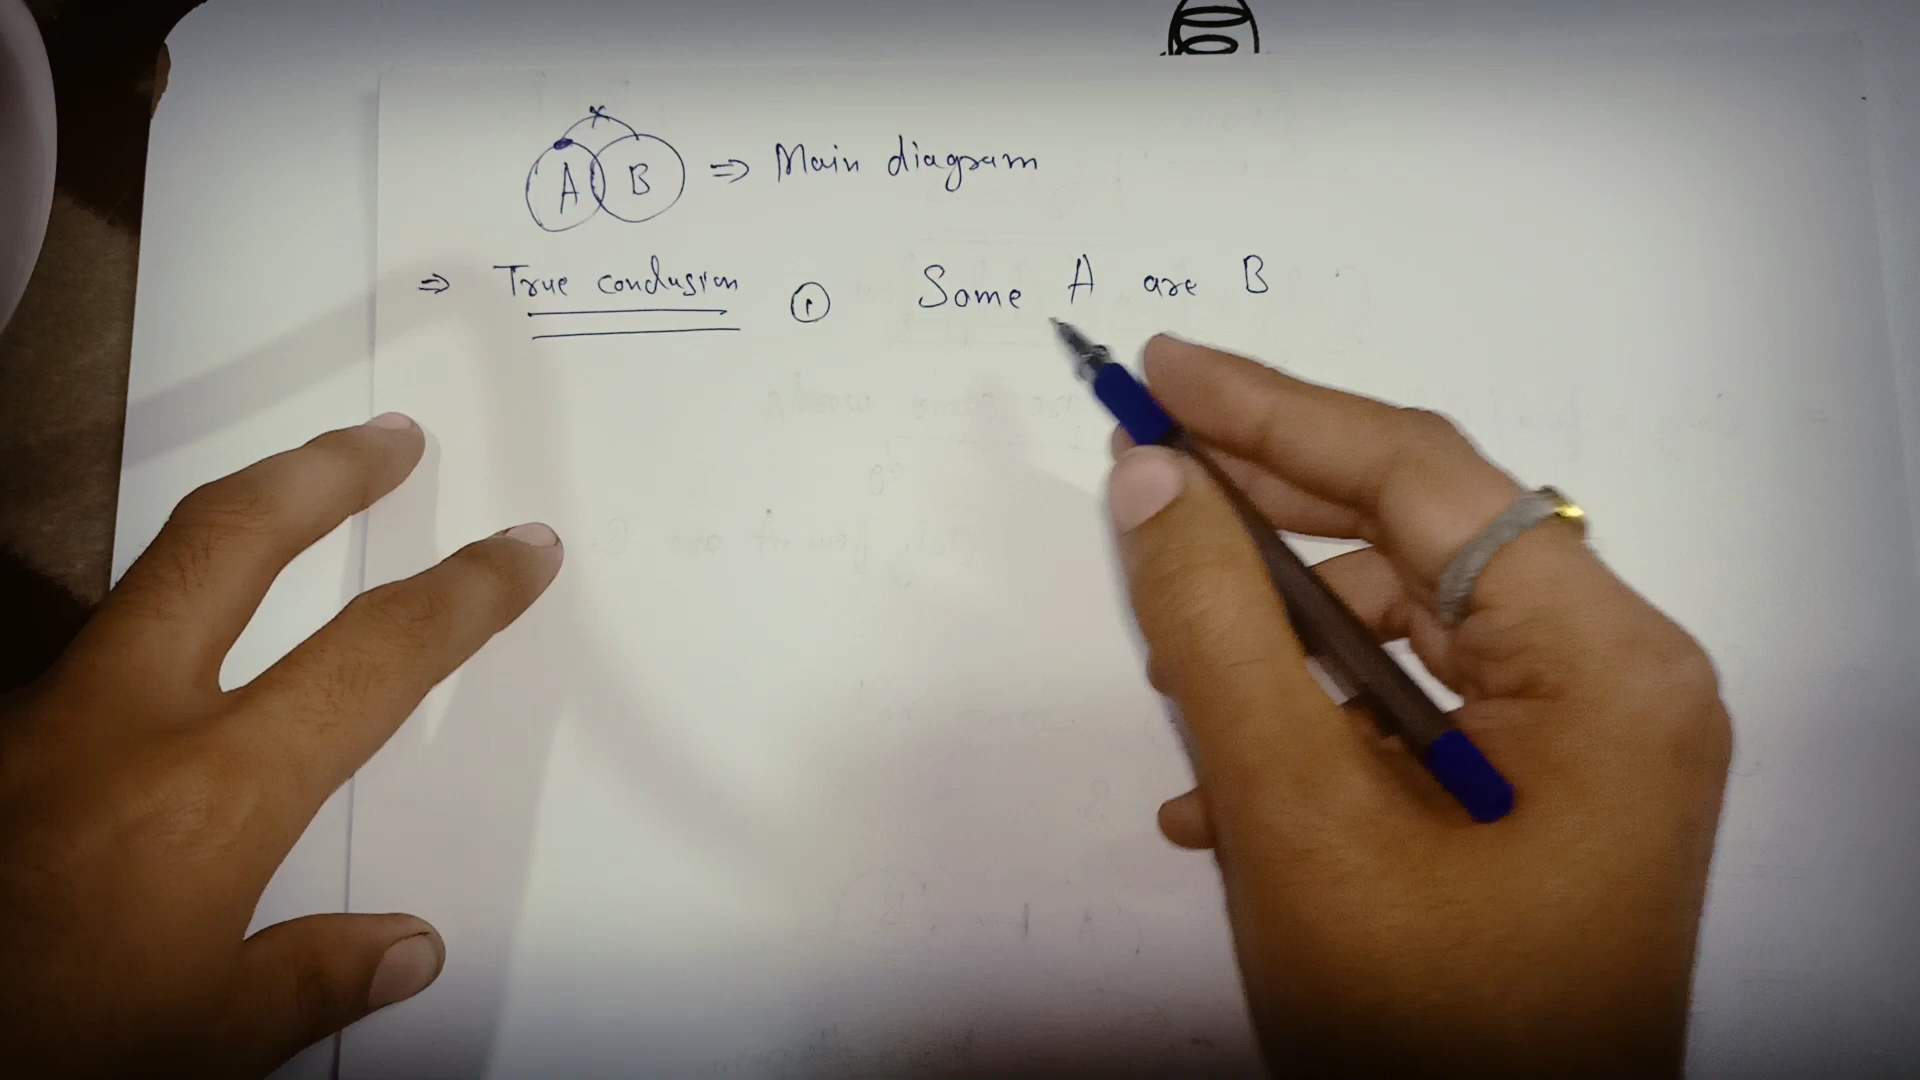 A B ⇒ Main diagram
⇒ True conclusion ① Some A are B